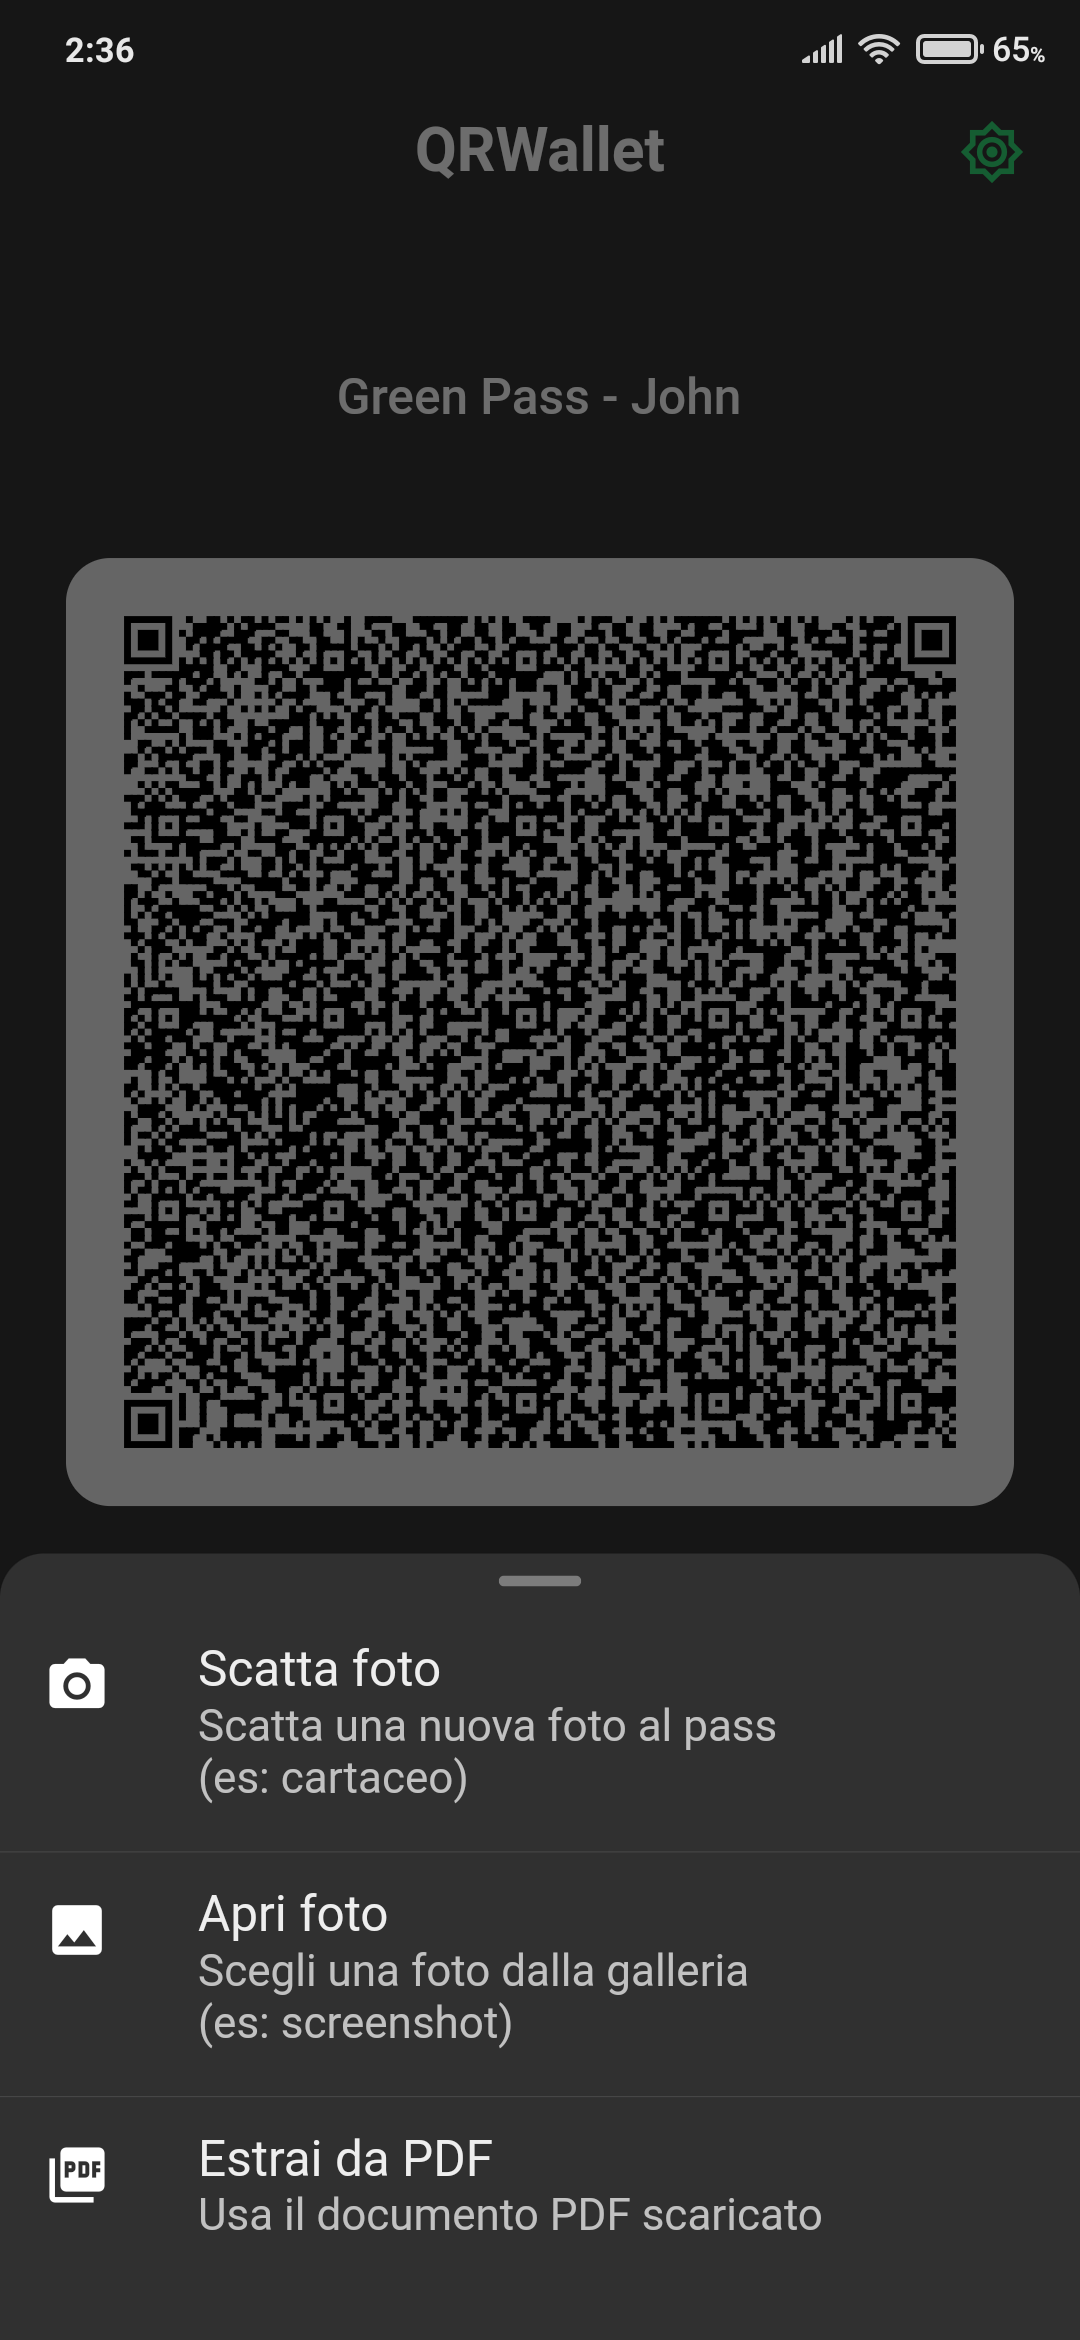 2:36
65%
QRWallet
Green Pass - John
Scatta foto
Scatta una nuova foto al pass
(es: cartaceo)
Apri foto
Scegli una foto dalla galleria
(es: screenshot)
PDF
Estrai da PDF
Usa il documento PDF scaricato